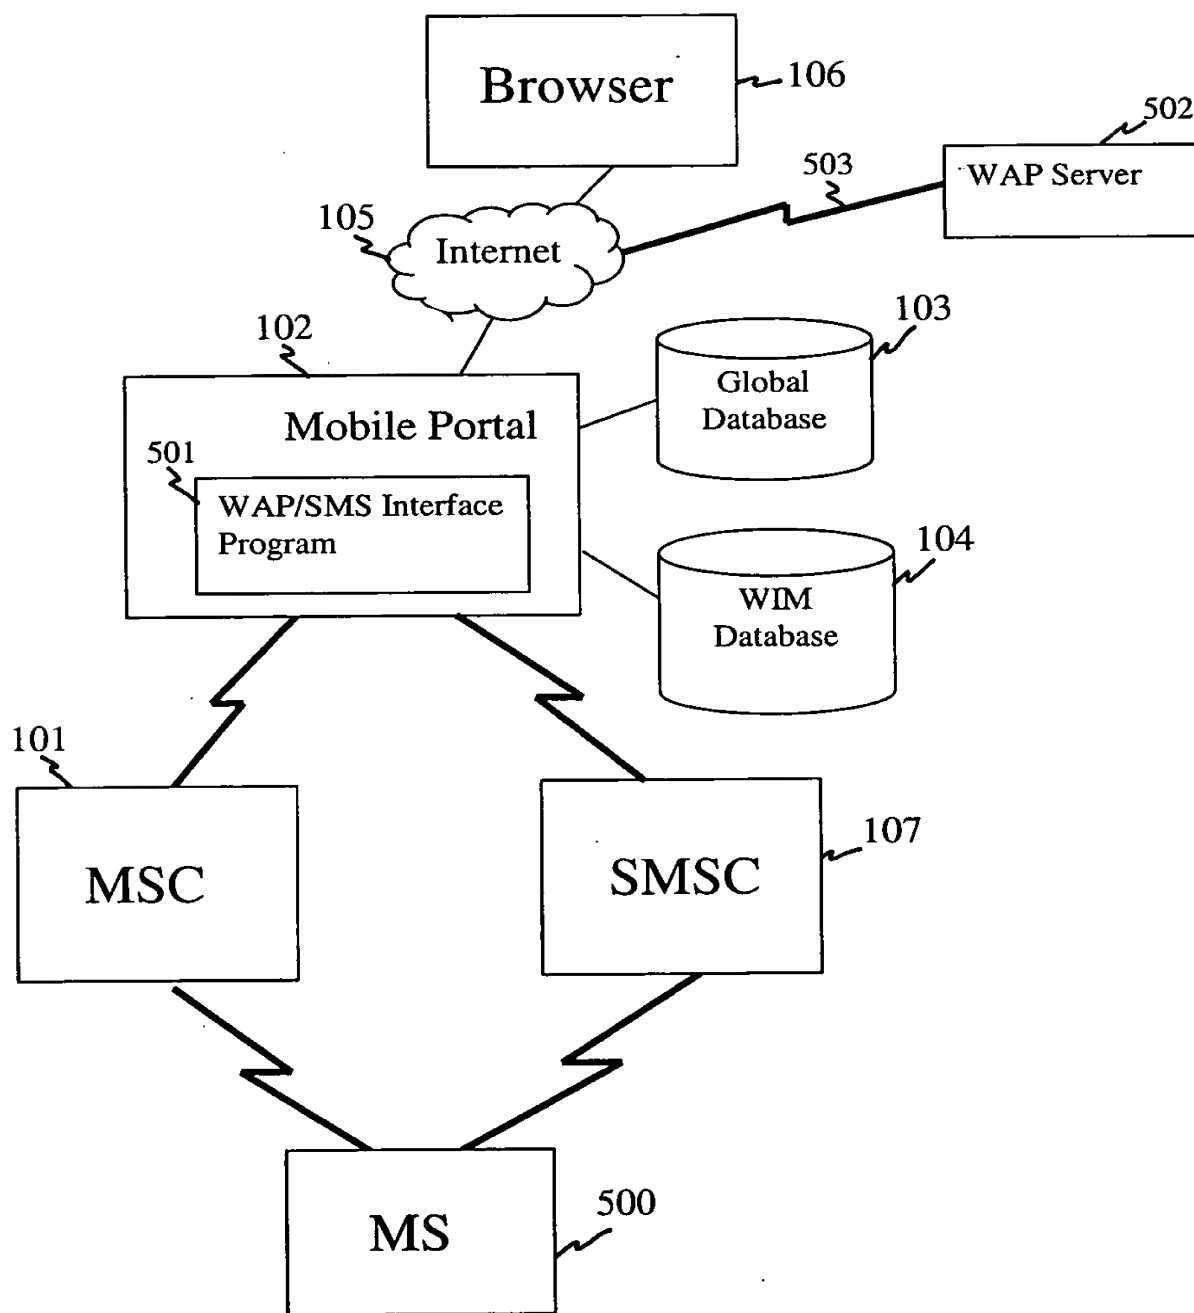 Browser
106
502
WAP Server
503
105
Internet
103
Global
Database
102
Mobile Portal
501
WAP/SMS Interface
Program
104
WIM
Database
101
MSC
SMSC
107
MS
500